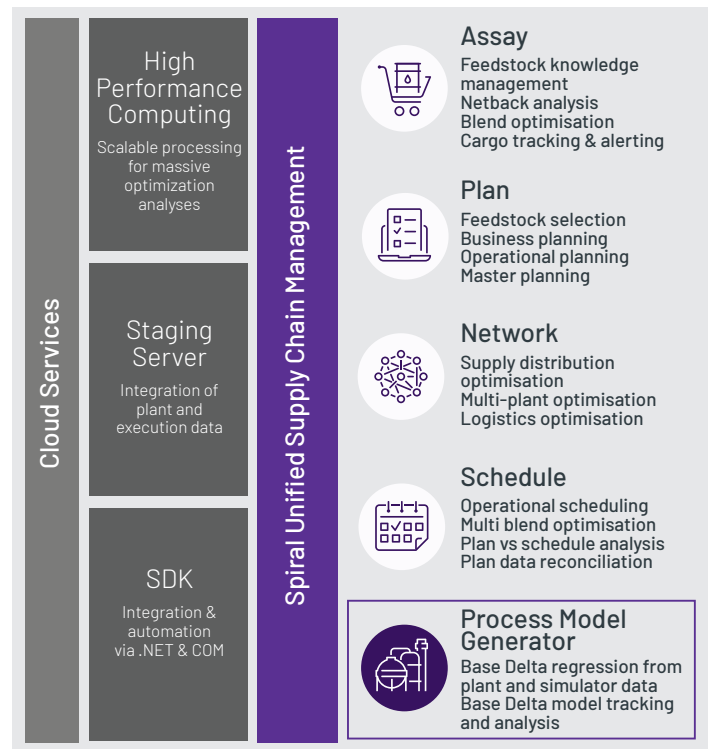 Cloud Services
High
Performance
Computing
Scalable processing
for massive
optimization
analyses
Staging
Server
Integration of
plant and
execution data
SDK
Integration &
automation
via .NET & COM
Spiral Unified Supply Chain Management
Assay
Feedstock knowledge
management
Netback analysis
Blend optimisation
Cargo tracking & alerting
Plan
Feedstock selection
Business planning
Operational planning
Master planning
Network
Supply distribution
optimisation
Multi-plant optimisation
Logistics optimisation
Schedule
Operational scheduling
Multi blend optimisation
Plan vs schedule analysis
Plan data reconciliation
Process Model
Generator
Base Delta regression from
plant and simulator data
Base Delta model tracking
and analysis